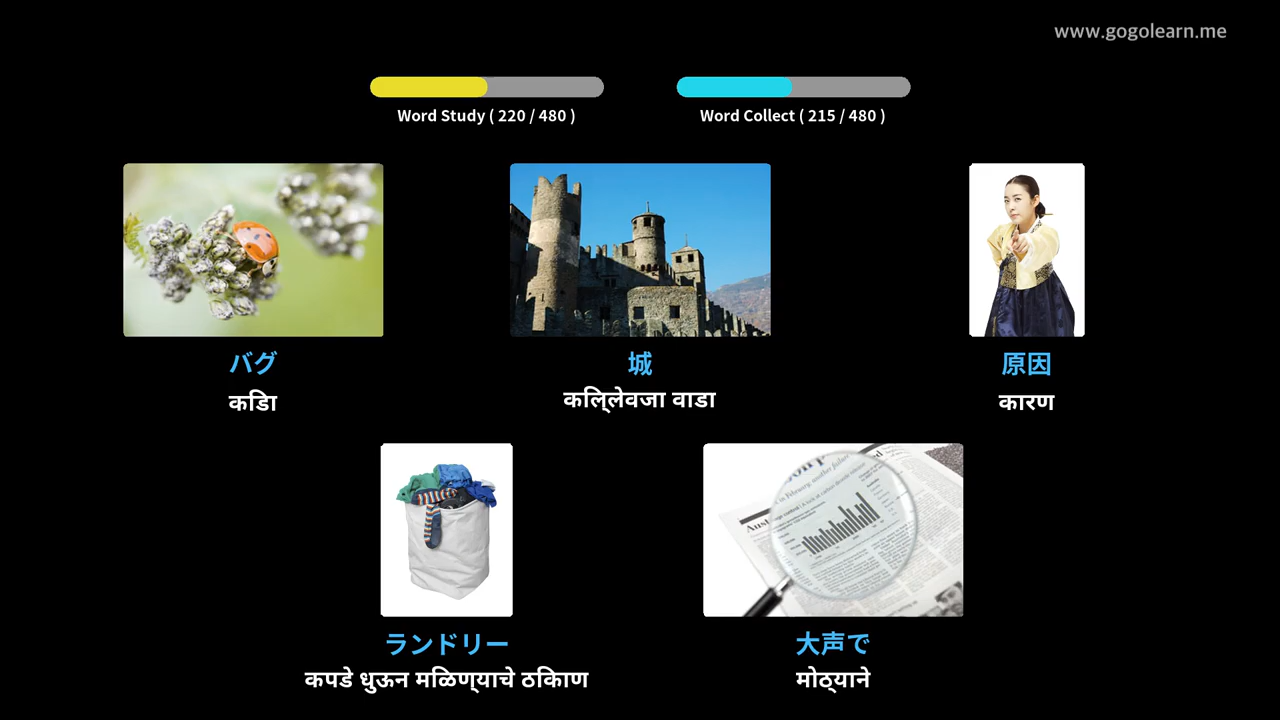 www.gogolearn.me
Word Study ( 220 / 480 )
Word Collect ( 215 / 480 )
バグ
城
原因
कडिा
कलि्लेवजा वाडा
कारण
ランドリー
大声で
कपडे धुऊन मळिण्याचे ठकिाण
मोठ्याने